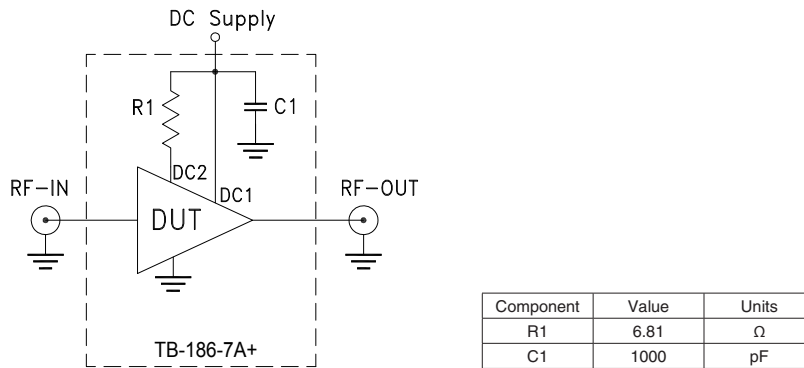 DC Supply
R1
C1
DC2
DC1
RF-IN
RF-OUT
DUT
TB-186-7A+
Component Value Units
R1 6.81 Ω
C1 1000 pF